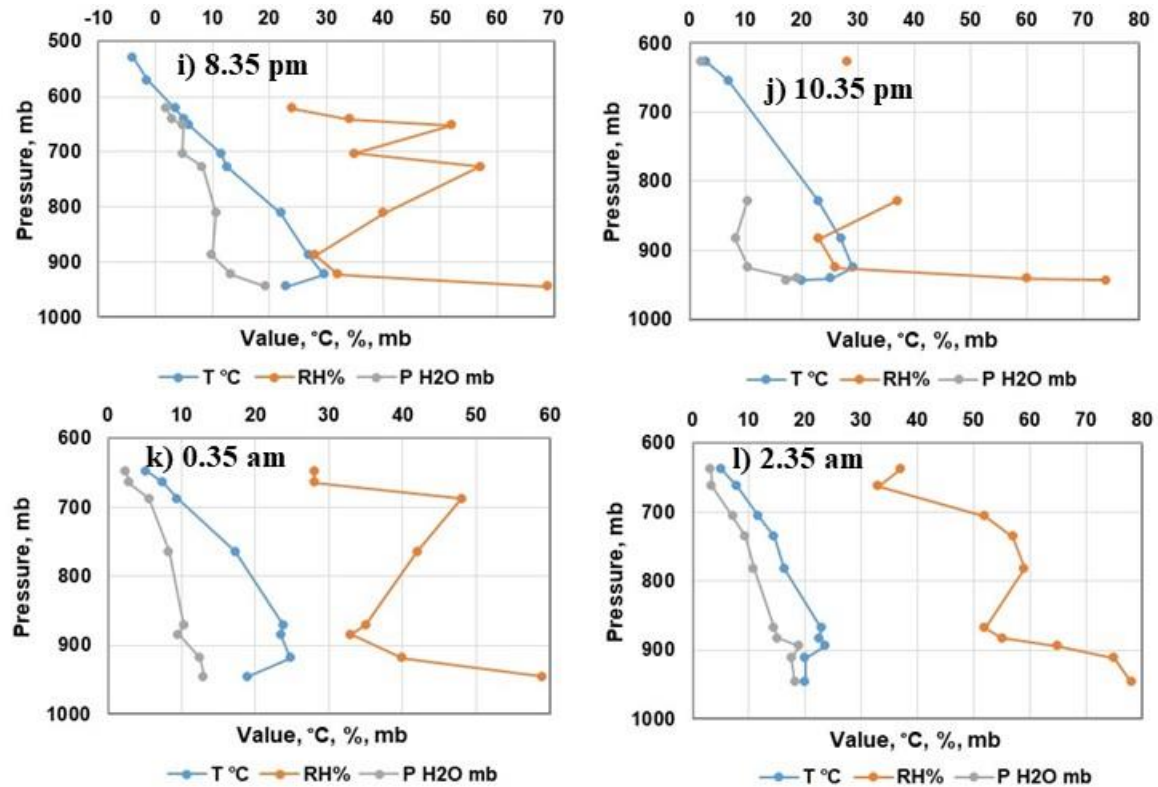 -10 0 10 20 30 40 50 60 70
500
600
700
800
900
1000
Pressure, mb
i) 8.35 pm
Value, °C, %, mb
T °C RH% P H2O mb
0 10 20 30 40 50 60 70 80
600
700
800
900
1000
Pressure, mb
j) 10.35 pm
Value, °C, %, mb
T °C RH% P H2O mb
0 10 20 30 40 50 60
600
700
800
900
1000
Pressure, mb
k) 0.35 am
Value, °C, %, mb
T °C RH% P H2O mb
0 10 20 30 40 50 60 70 80
600
700
800
900
1000
Pressure, mb
l) 2.35 am
Value, °C, %, mb
T °C RH% P H2O mb